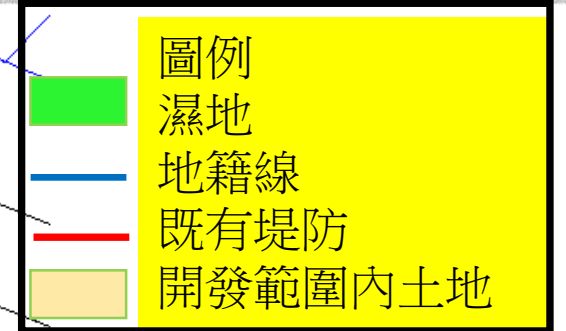 圖例
濕地
地籍線
既有堤防
開發範圍內土地